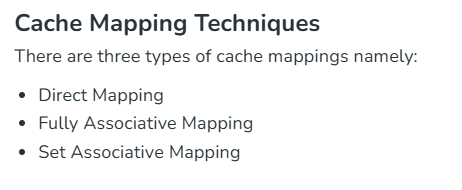 Cache Mapping Techniques
There are three types of cache mappings namely:
• Direct Mapping
• Fully Associative Mapping
• Set Associative Mapping